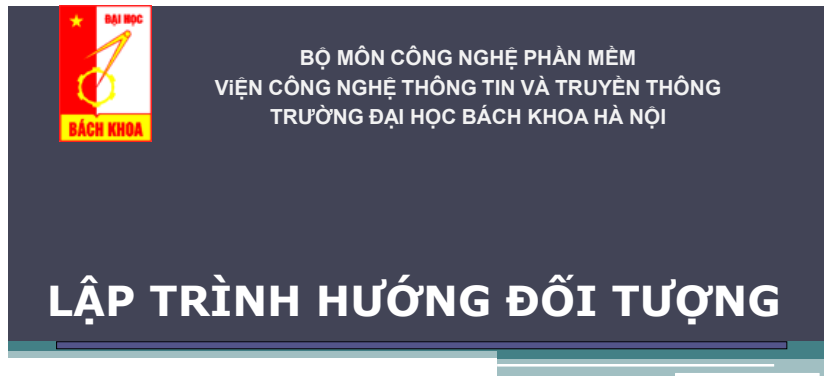 ĐẠI HỌC
BÁCH KHOA
BỘ MÔN CÔNG NGHỆ PHẦN MỀM
ViỆN CÔNG NGHỆ THÔNG TIN VÀ TRUYỀN THÔNG
TRƯỜNG ĐẠI HỌC BÁCH KHOA HÀ NỘI
LẬP TRÌNH HƯỚNG ĐỐI TƯỢNG